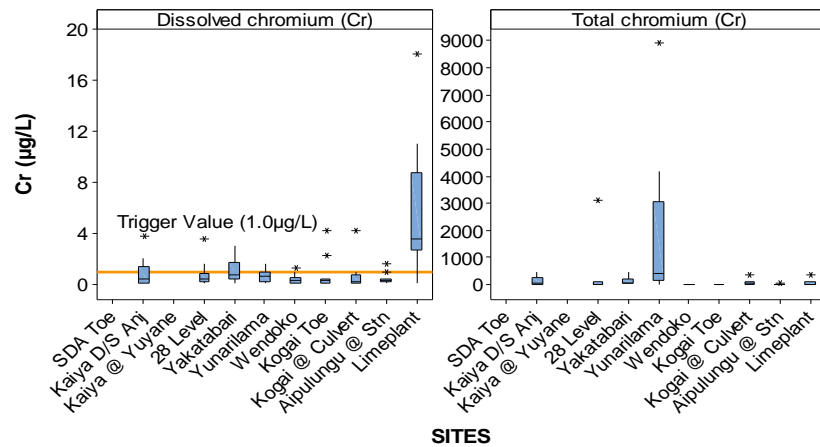 Dissolved chromium (Cr)
Total chromium (Cr)
Cr (µg/L)
20
16
12
8
4
0
Trigger Value (1.0µg/L)
9000
8000
7000
6000
5000
4000
3000
2000
1000
0
SDA Toe
Kaiya D/S Anj
Kaiya @ Yuyane
28 Level
Yakatabari
Yunarilama
Wendoko
Kogai Toe
Kogai @ Culvert
Aipulungu @ Stn
Limeplant
SDA Toe
Kaiya D/S Anj
Kaiya @ Yuyane
28 Level
Yakatabari
Yunarilama
Wendoko
Kogai Toe
Kogai @ Culvert
Aipulungu @ Stn
Limeplant
SITES